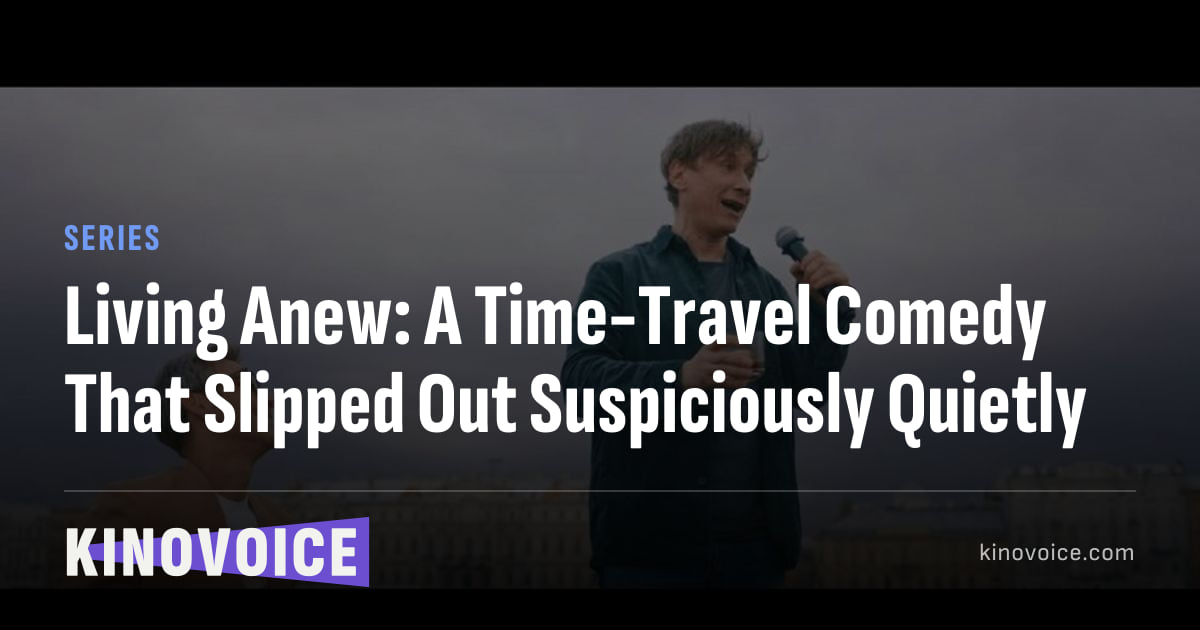 SERIES
Living Anew: A Time-Travel Comedy
That Slipped Out Suspiciously Quietly
KINOVOICE
kinovoice.com